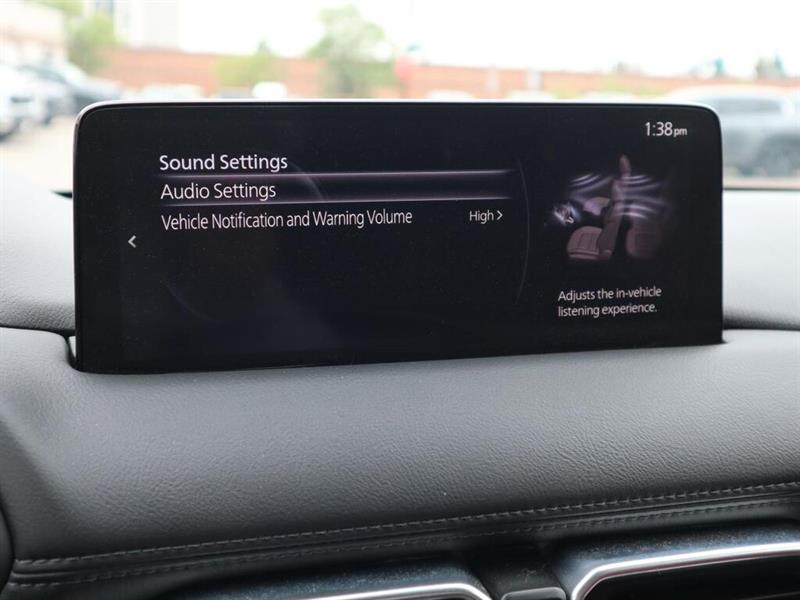 1:38pm
Sound Settings
Audio Settings
Vehicle Notification and Warning Volume High
Adjusts the in-vehicle
listening experience.